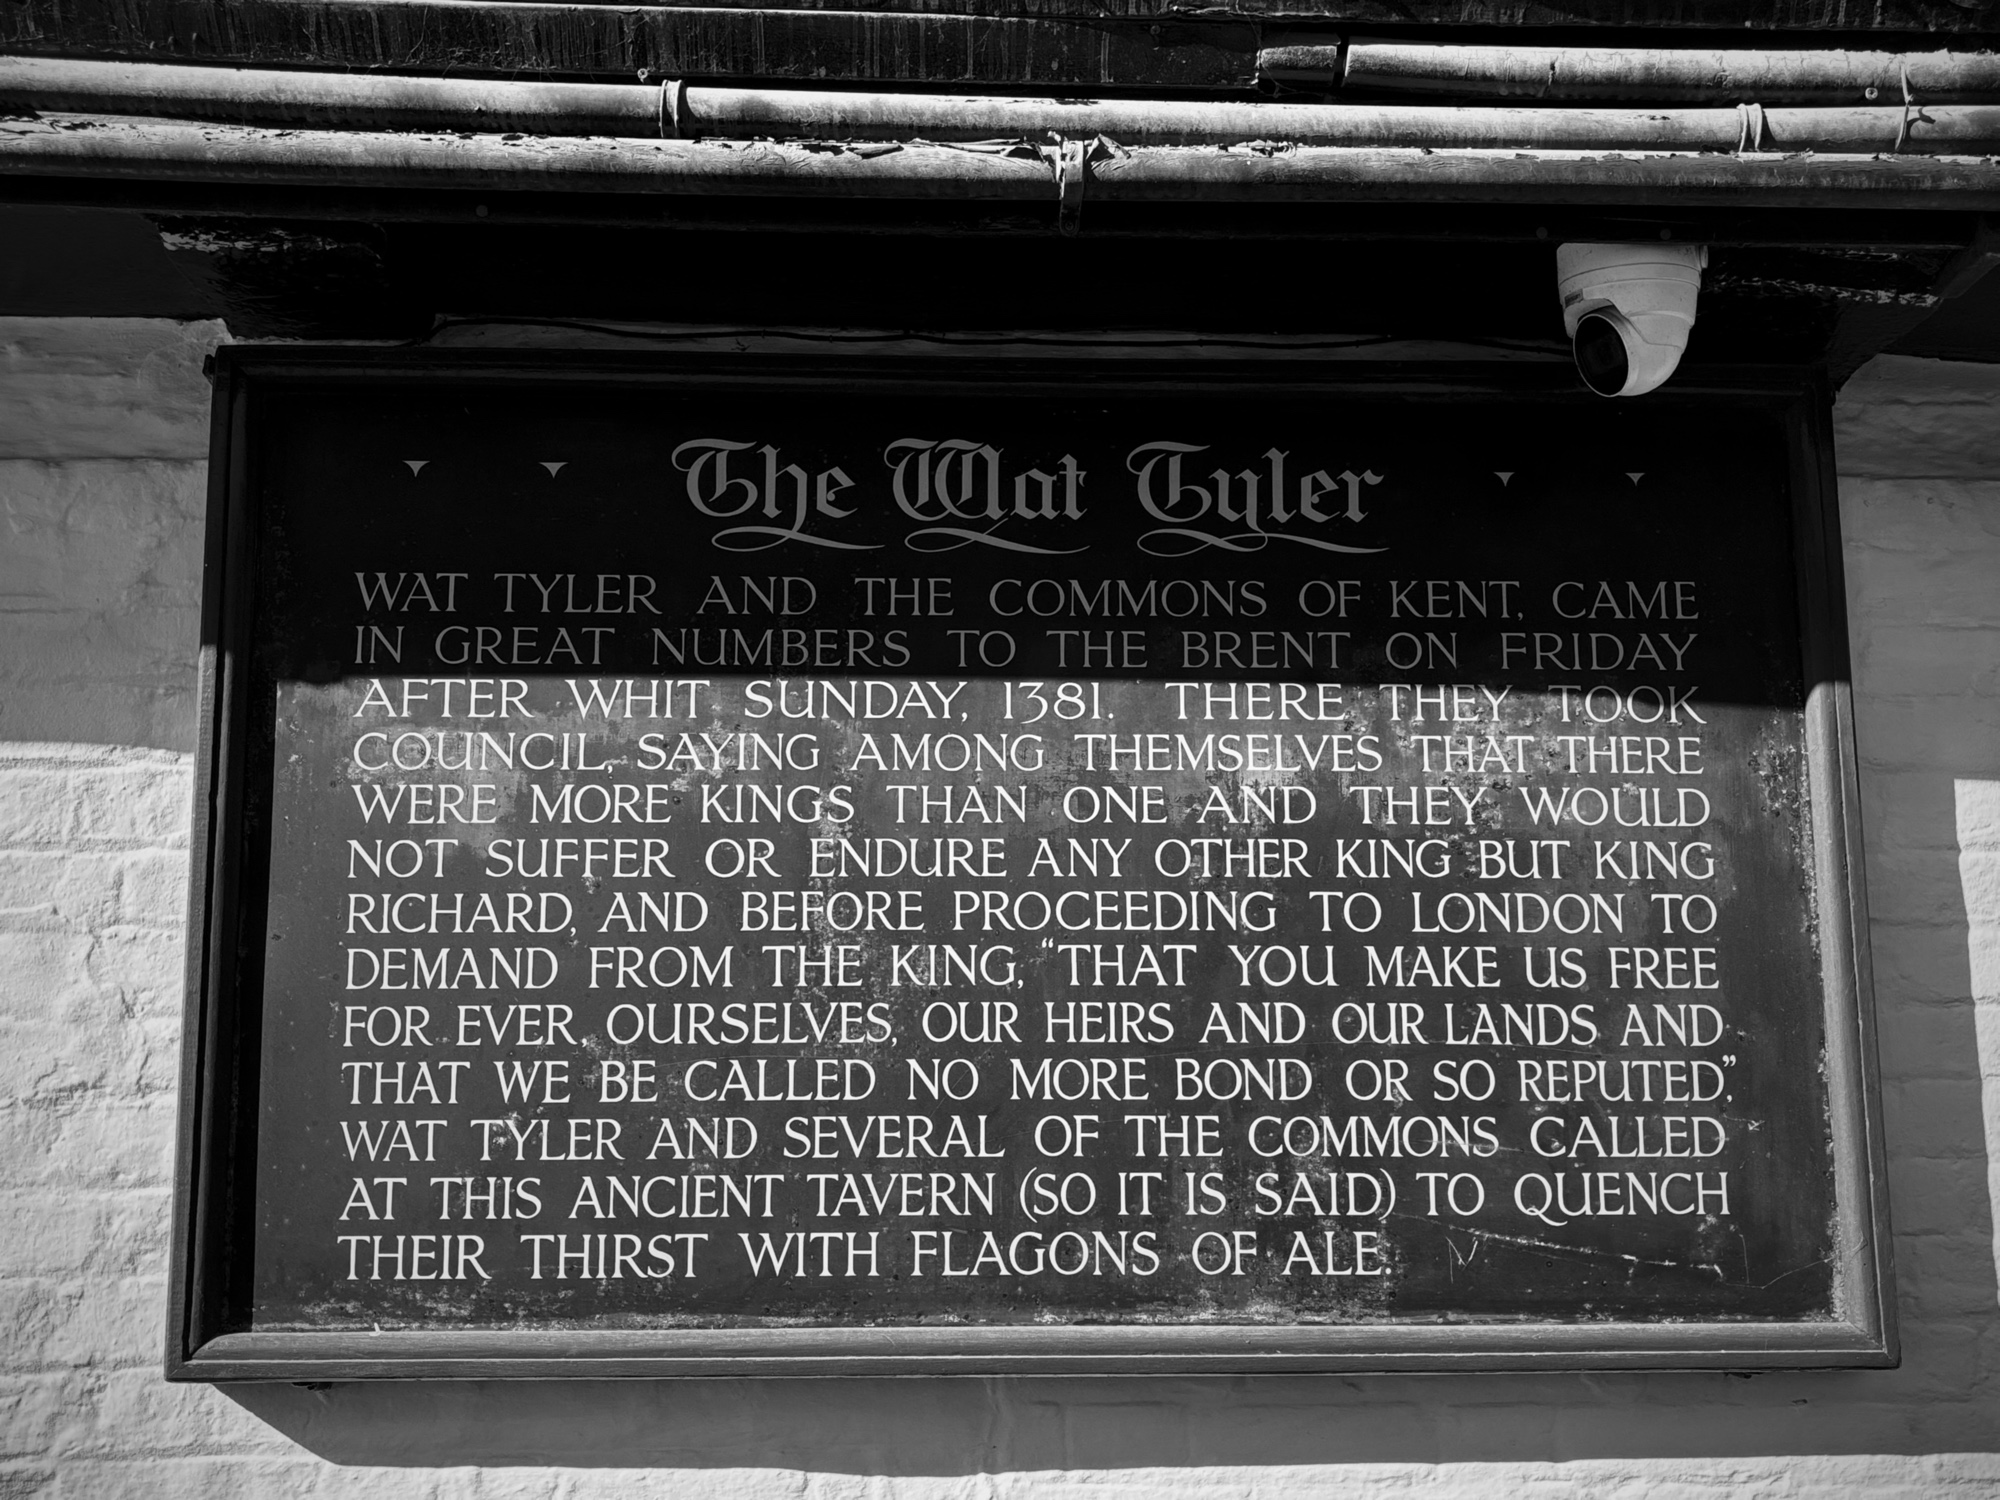 The Wat Tyler
WAT TYLER AND THE COMMONS OF KENT, CAME
IN GREAT NUMBERS TO THE BRENT ON FRIDAY
AFTER WHIT SUNDAY, 1381. THERE THEY TOOK
COUNCIL, SAYING AMONG THEMSELVES THAT THERE
WERE MORE KINGS THAN ONE AND THEY WOULD
NOT SUFFER OR ENDURE ANY OTHER KING BUT KING
RICHARD, AND BEFORE PROCEEDING TO LONDON TO
DEMAND FROM THE KING, “THAT YOU MAKE US FREE
FOR EVER, OURSELVES, OUR HEIRS AND OUR LANDS AND
THAT WE BE CALLED NO MORE BOND OR SO REPUTED”,
WAT TYLER AND SEVERAL OF THE COMMONS CALLED
AT THIS ANCIENT TAVERN (SO IT IS SAID) TO QUENCH
THEIR THIRST WITH FLAGONS OF ALE.